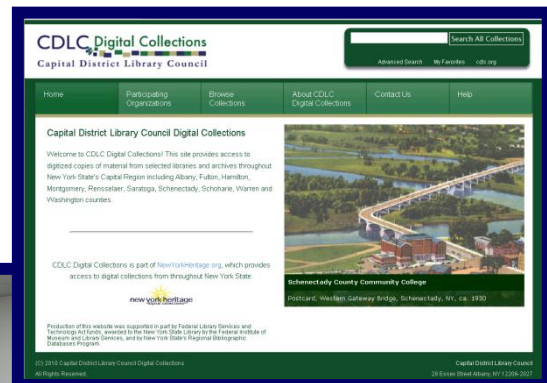 CDLC Digital Collections
Capital District Library Council
Search All Collections
Advanced Search My Favorites cdlc.org
Home
Participating
Organizations
Browse
Collections
About CDLC
Digital Collections
Contact Us
Help
Capital District Library Council Digital Collections
Welcome to CDLC Digital Collections! This site provides access to
digitized copies of material from selected libraries and archives throughout
New York State's Capital Region including Albany, Fulton, Hamilton,
Montgomery, Rensselaer, Saratoga, Schenectady, Schoharie, Warren and
Washington counties.
CDLC Digital Collections is part of NewYorkHeritage.org, which provides
access to digital collections from throughout New York State.
new york heritage
Schenectady County Community College
Postcard, Western Gateway Bridge, Schenectady, NY, ca. 1930
Production of this website was supported in part by Federal Library Services and
Technology Act funds, awarded to the New York State Library by the Federal Institute of
Museum and Library Services, and by New York State's Regional Bibliographic
Databases Program.
(C) 2010 Capital District Library Council Digital Collections
All Rights Reserved.
Capital District Library Council
28 Essex Street Albany, NY 12206-2027